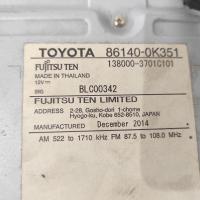 TOYOTA 86140-0K351
FUJITSU TEN 138000-3701C101
MADE IN THAILAND
12V
BLC00342
FUJITSU TEN LIMITED
ADDRESS 2-28, Gosho-dori 1-chome
Hyogo-ku, Kobe 652-8510, JAPAN
MANUFACTURED December 2014
AM 522 to 1710 kHz FM 87.5 to 108.0 MHz